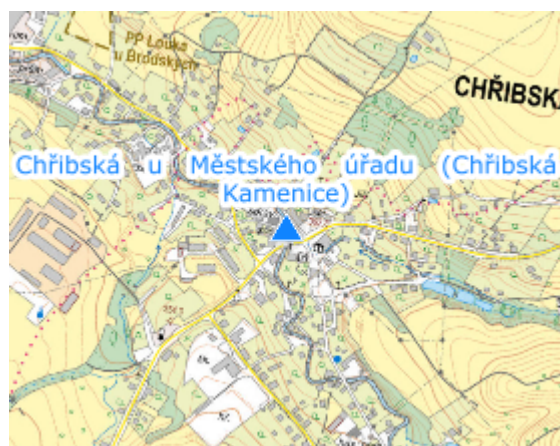 PP Louka
u Brodských
CHŘIBSK
Chřibská u Městského úřadu (Chřibská
Kamenice)